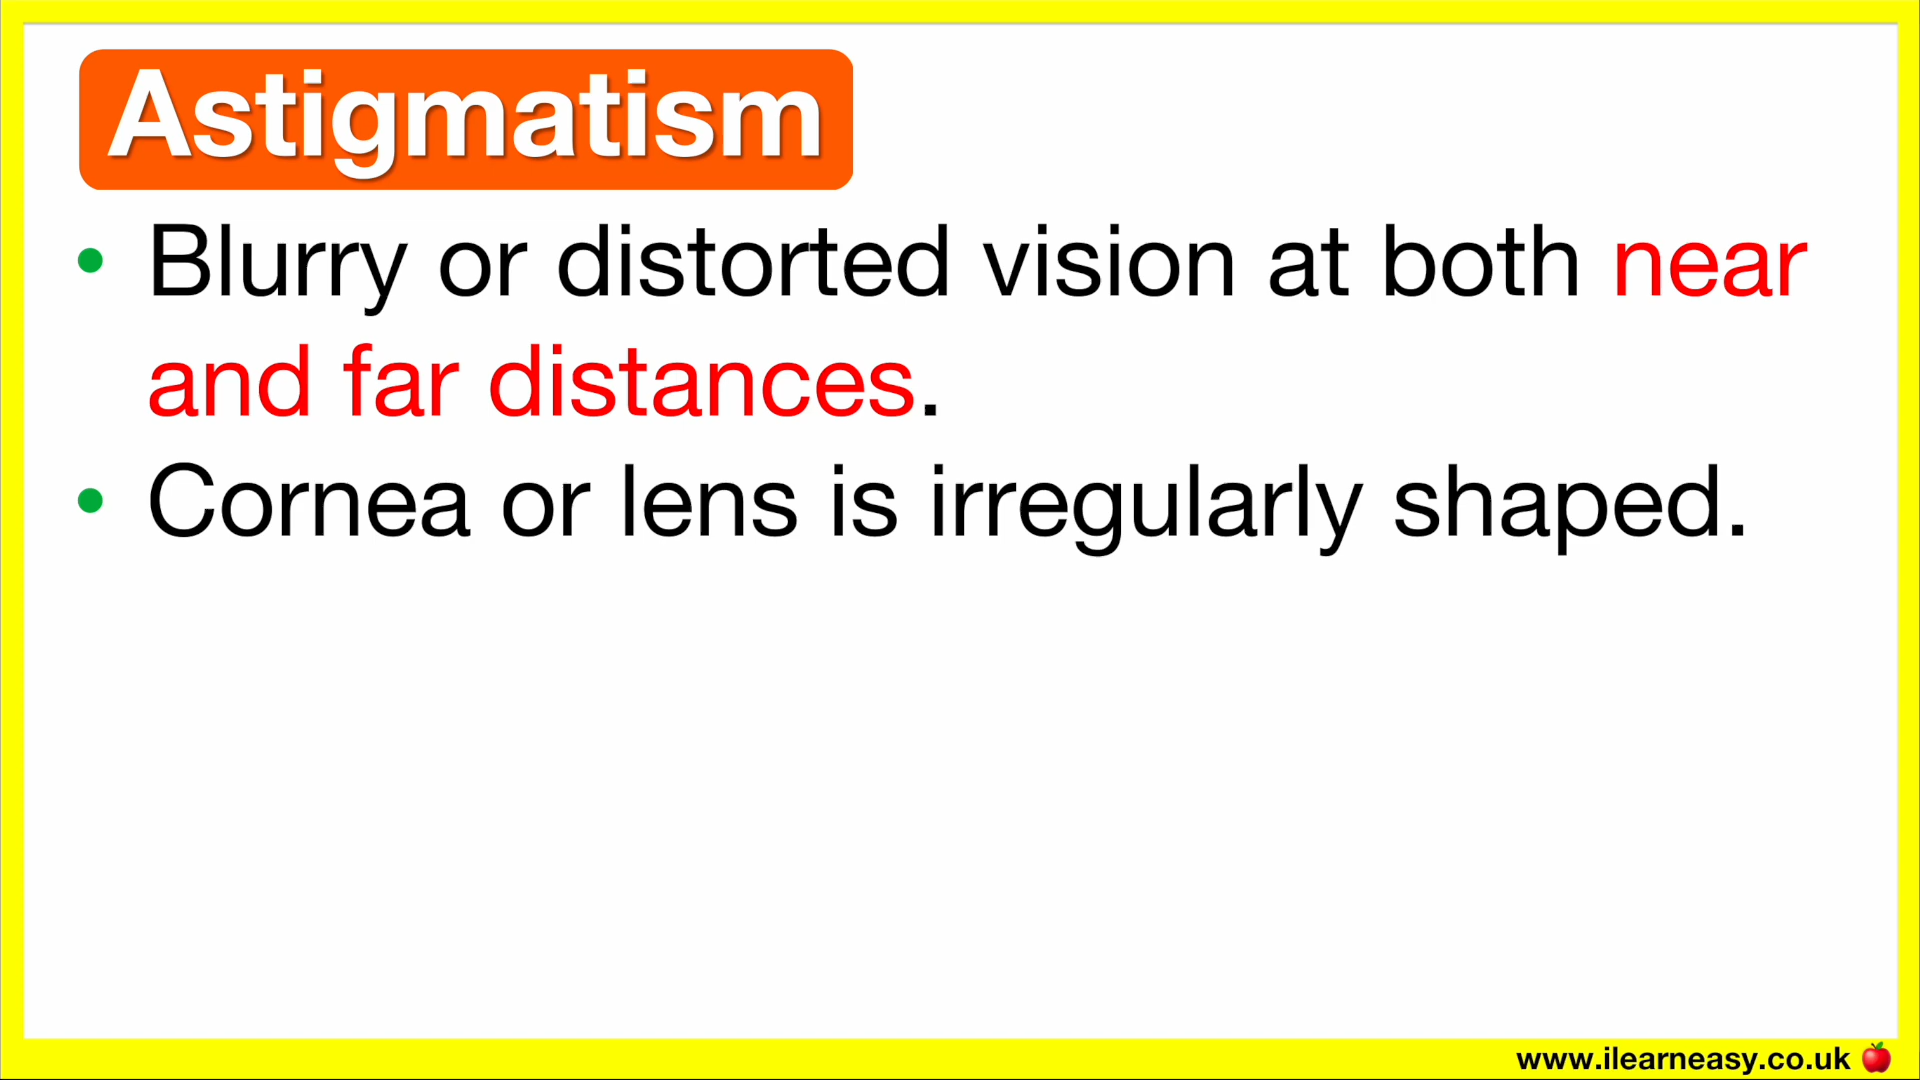 Astigmatism
• Blurry or distorted vision at both near
and far distances.
• Cornea or lens is irregularly shaped.
www.ilearneasy.co.uk